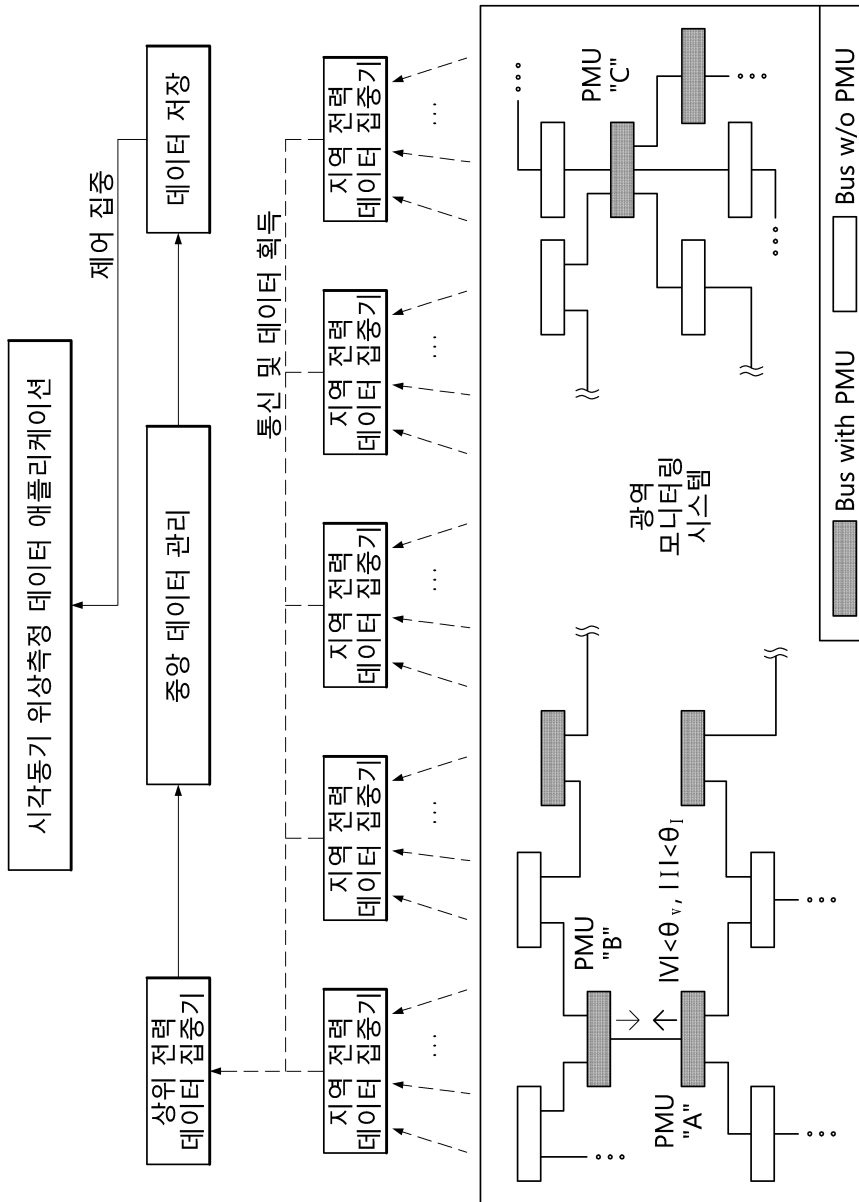 시각동기 위상측정 데이터 애플리케이션
제어 집중
상위 전력
데이터 집중기
중앙 데이터 관리
데이터 저장
통신 및 데이터 획득
지역 전력
데이터 집중기
...
지역 전력
데이터 집중기
...
지역 전력
데이터 집중기
...
지역 전력
데이터 집중기
...
지역 전력
데이터 집중기
...
PMU
"B"
PMU
"A"
|V|<θv, |I|<θI
광역
모니터링
시스템
PMU
"C"
Bus with PMU
Bus w/o PMU